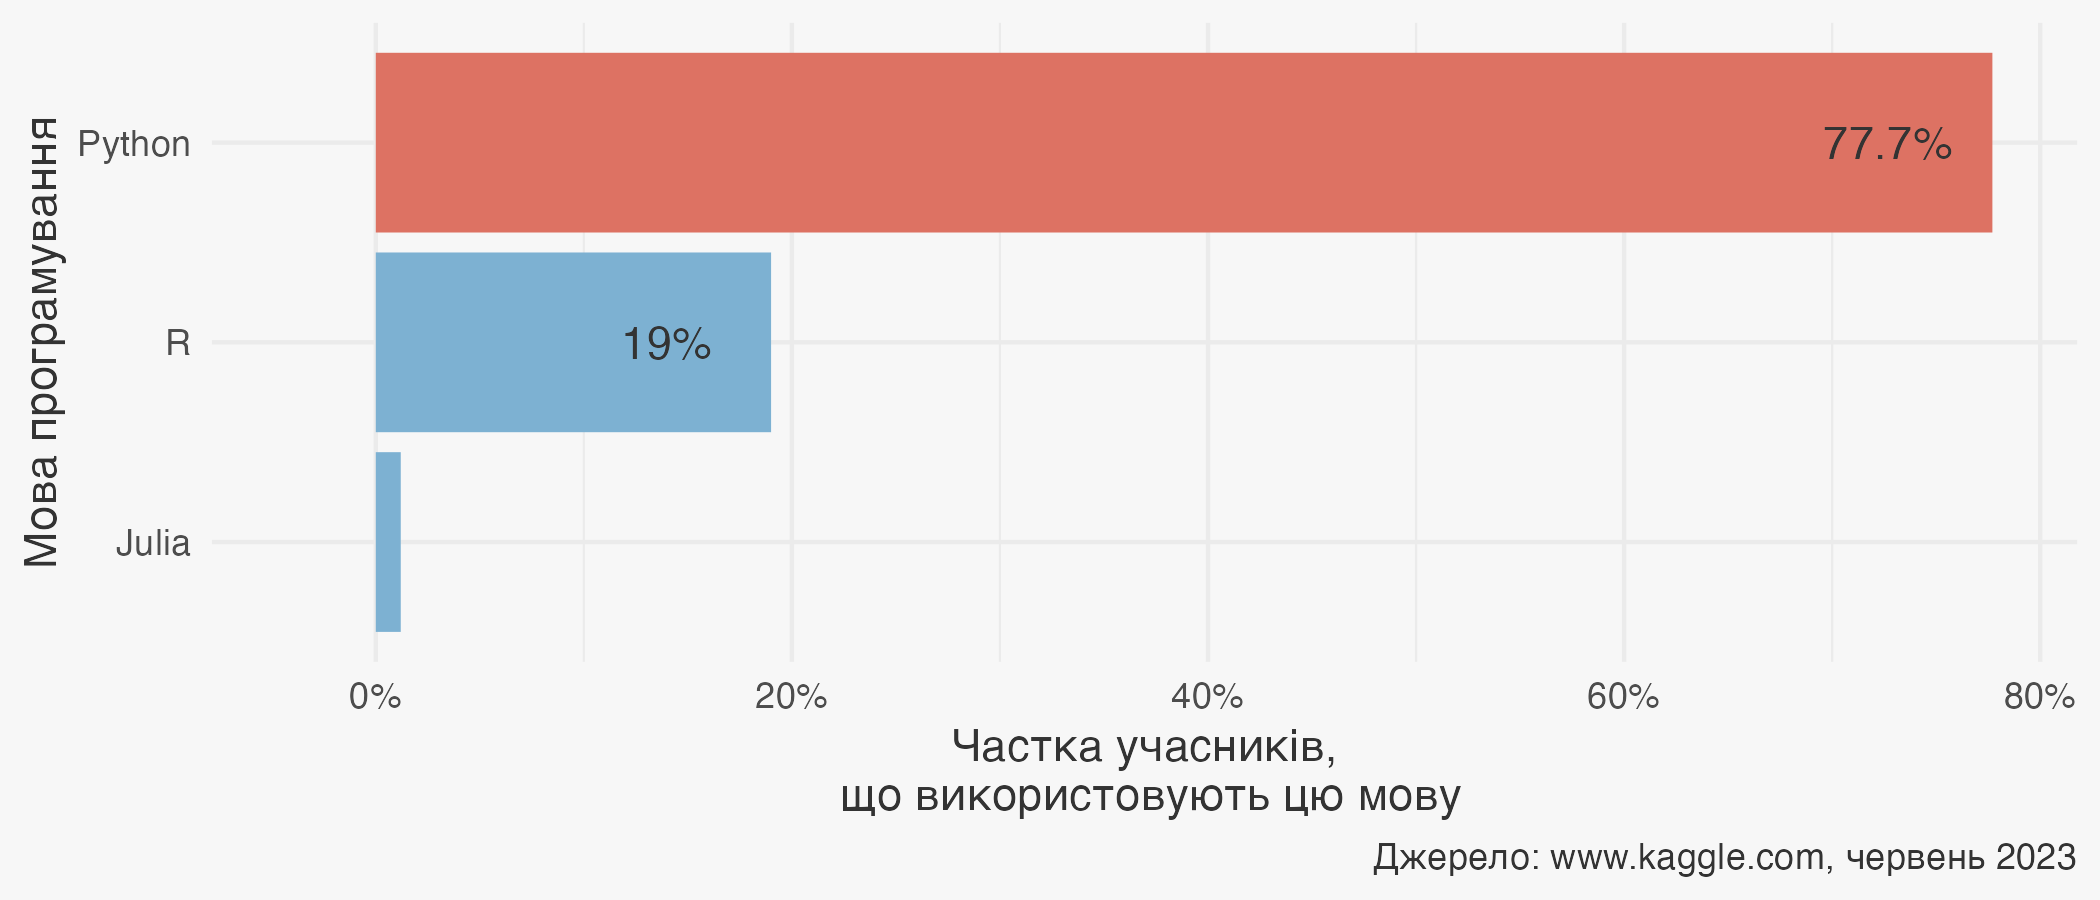 Мова програмування
Python
77.7%
R
19%
Julia
0%
20%
40%
60%
80%
Частка учасників,
що використовують цю мову
Джерело: www.kaggle.com, червень 2023